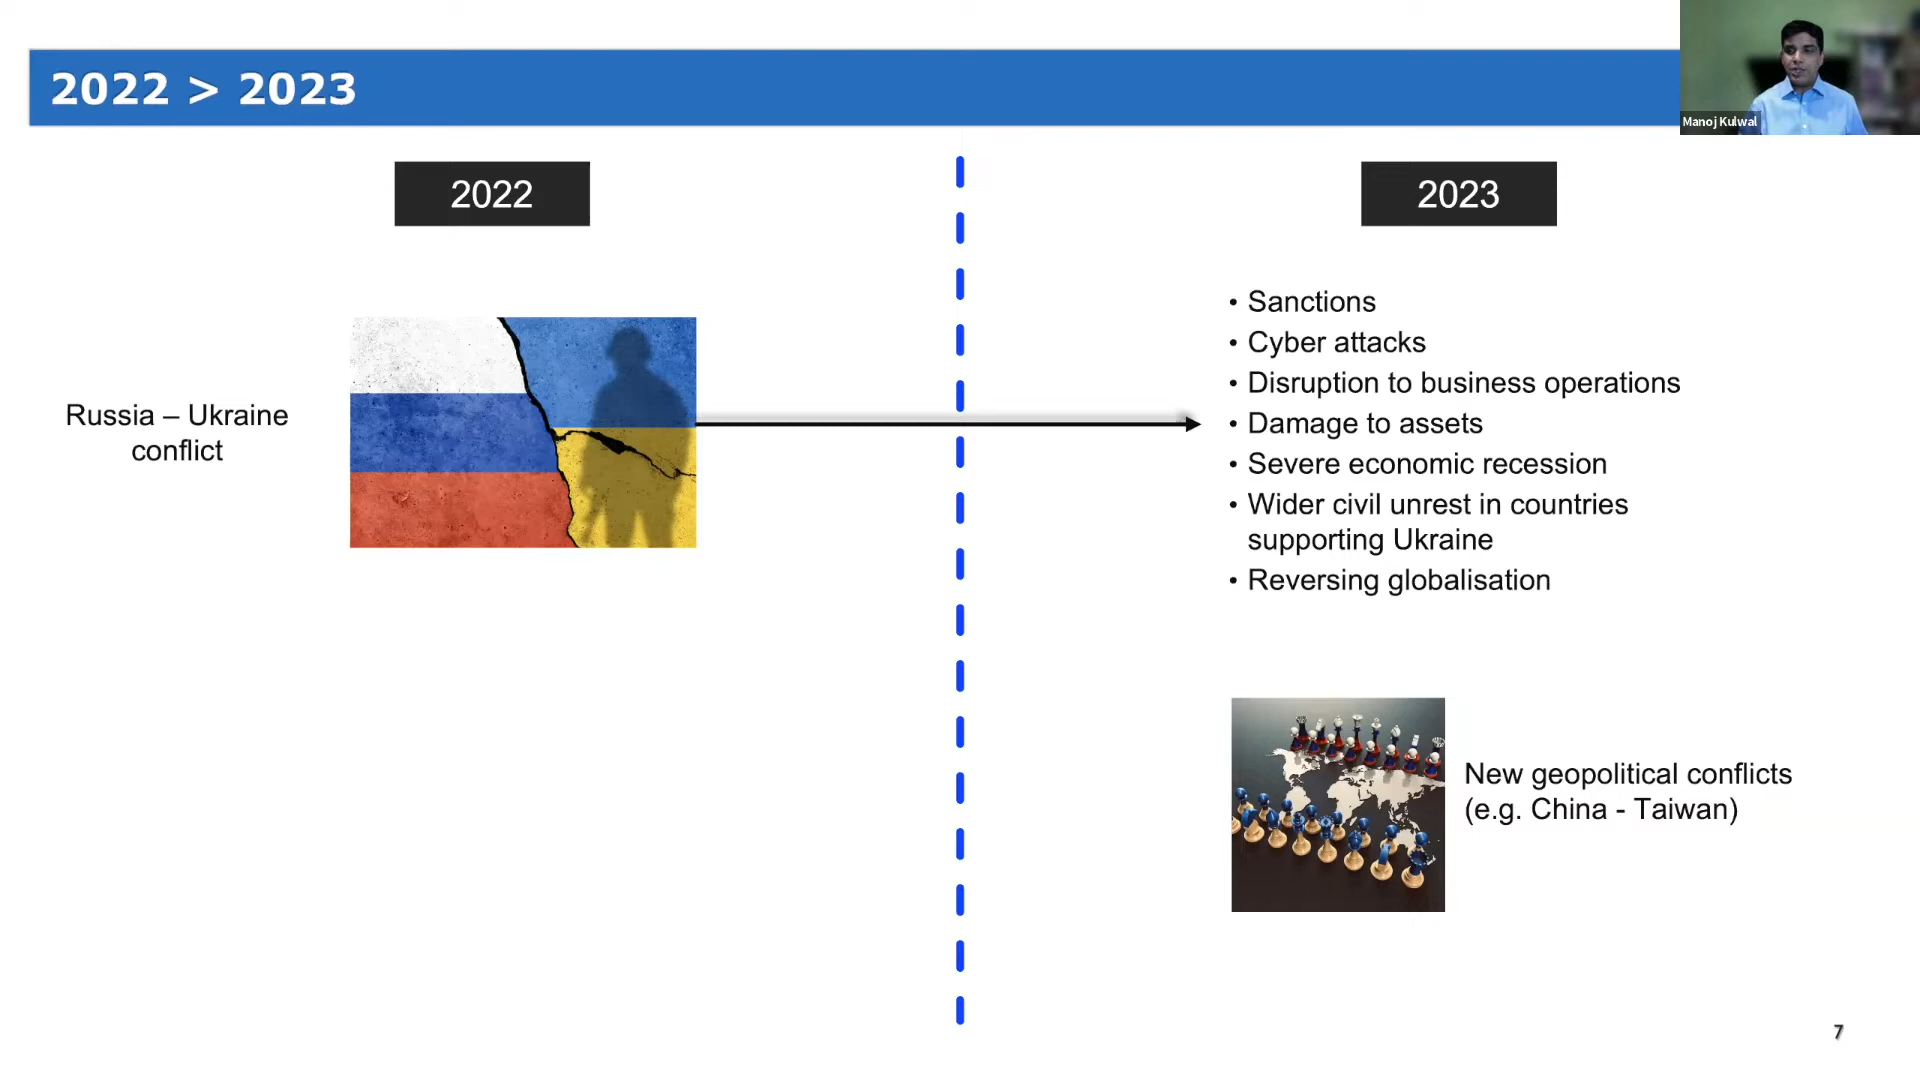 2022 > 2023
Manoj Kulwal
2022
2023
Russia – Ukraine
conflict
• Sanctions
• Cyber attacks
• Disruption to business operations
• Damage to assets
• Severe economic recession
• Wider civil unrest in countries
supporting Ukraine
• Reversing globalisation
New geopolitical conflicts
(e.g. China - Taiwan)
7